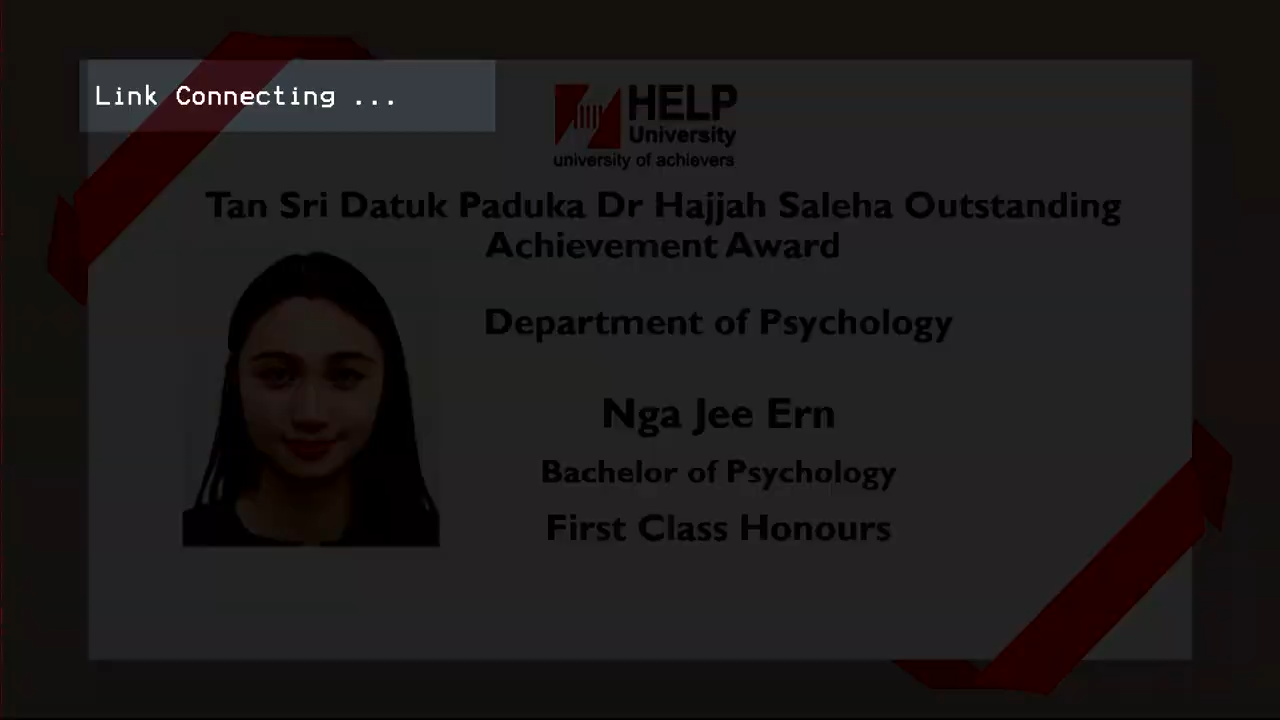 Link Connecting ...
HELP
University
university of achievers
Tan Sri Datuk Paduka Dr Hajjah Saleha Outstanding
Achievement Award
Department of Psychology
Nga Jee Ern
Bachelor of Psychology
First Class Honours